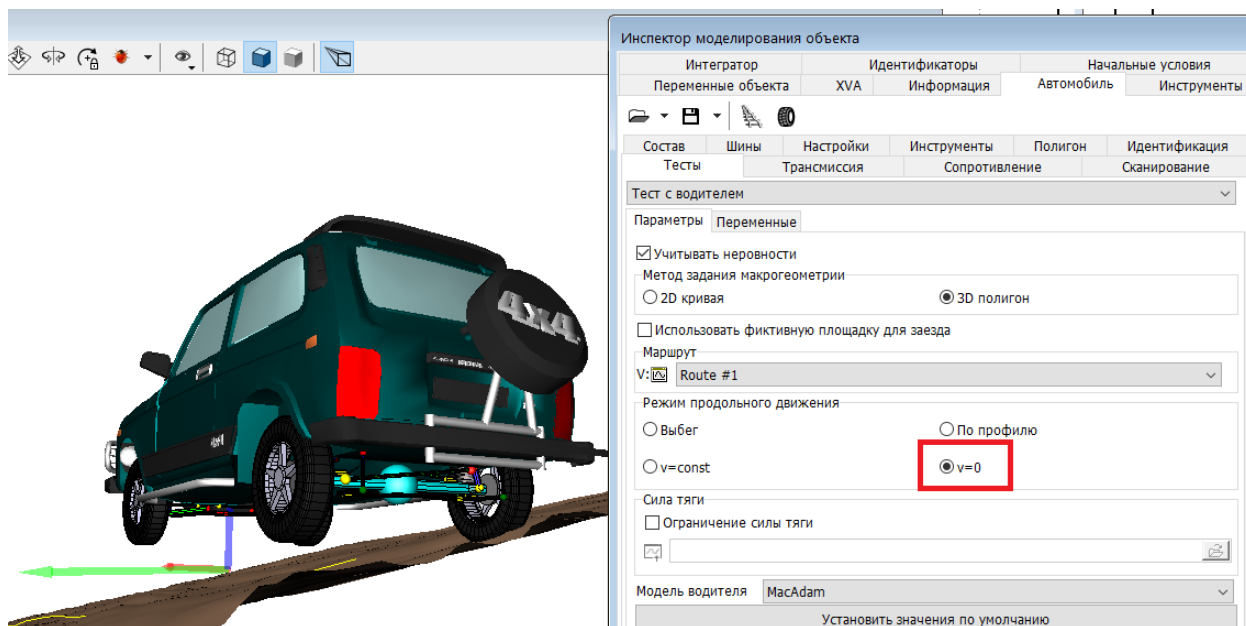 Инспектор моделирования объекта
Интегратор Идентификаторы Начальные условия
Переменные объекта XVA Информация Автомобиль Инструменты
Состав Шины Настройки Инструменты Полигон Идентификация
Тесты Трансмиссия Сопротивление Сканирование
Тест с водителем
Параметры Переменные
Учитывать неровности
Метод задания макрогеометрии
2D кривая 3D полигон
Использовать фиктивную площадку для заезда
Маршрут
V: Route #1
Режим продольного движения
Выбег По профилю
v=const v=0
Сила тяги
Ограничение силы тяги
Модель водителя MacAdam
Установить значения по умолчанию
4x4
4x4